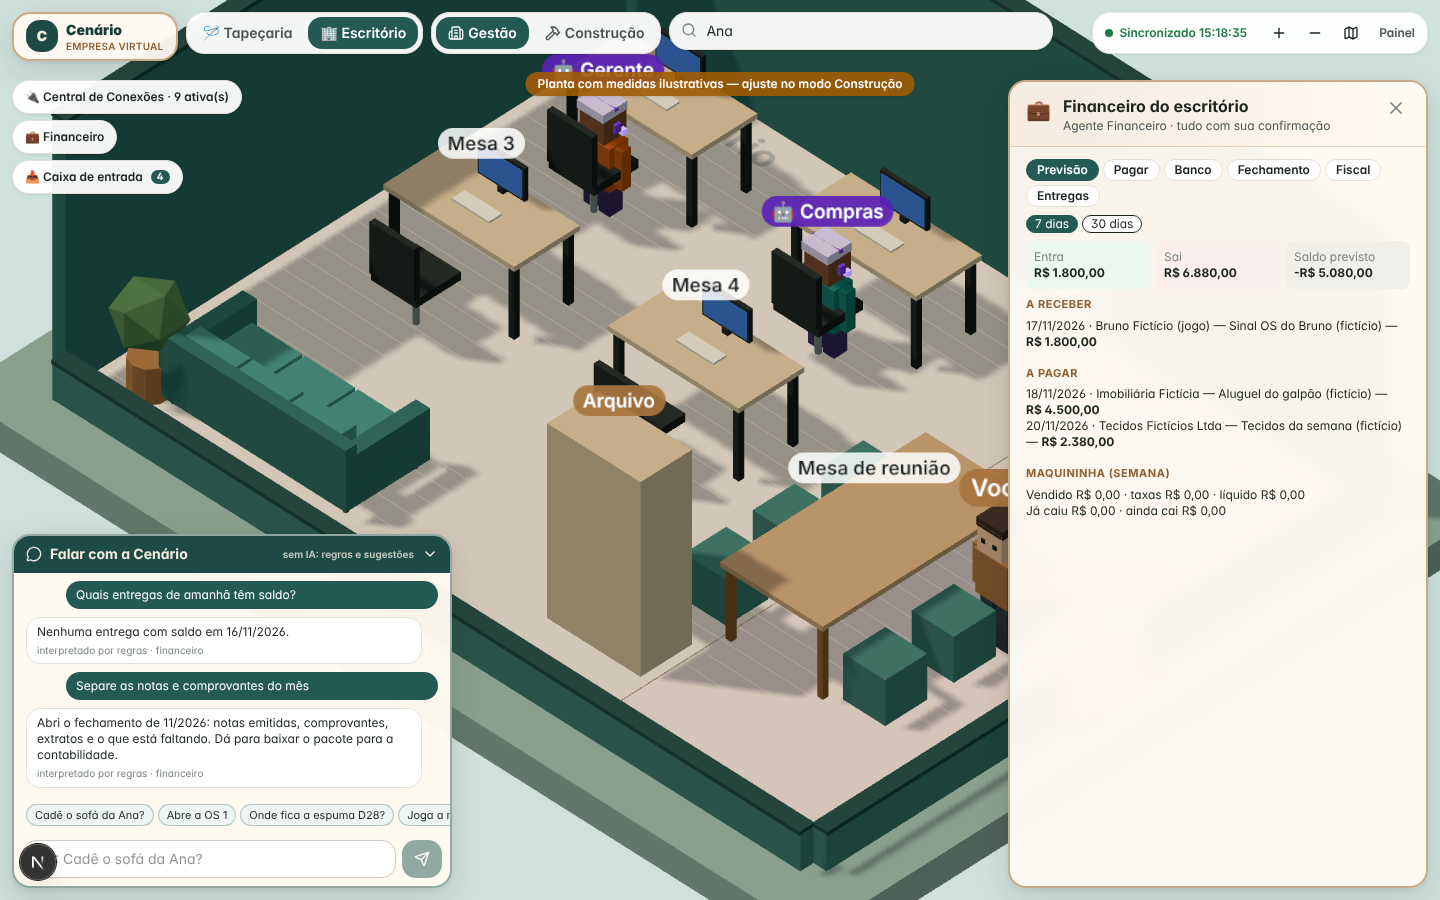 C
Cenário
EMPRESA VIRTUAL
Tapeçaria
Escritório
Gestão
Construção
Ana
Sincronizado 15:18:35
Painel
Central de Conexões · 9 ativa(s)
Financeiro
Caixa de entrada 4
Gerente
Planta com medidas ilustrativas — ajuste no modo Construção
Mesa 3
Compras
Mesa 4
Arquivo
Mesa de reunião
Financeiro do escritório
Agente Financeiro · tudo com sua confirmação
Previsão
Pagar
Banco
Fechamento
Fiscal
Entregas
7 dias
30 dias
Entra
R$ 1.800,00
Sai
R$ 6.880,00
Saldo previsto
-R$ 5.080,00
A RECEBER
17/11/2026 · Bruno Fictício (jogo) — Sinal OS do Bruno (fictício) —
R$ 1.800,00
A PAGAR
18/11/2026 · Imobiliária Fictícia — Aluguel do galpão (fictício) —
R$ 4.500,00
20/11/2026 · Tecidos Fictícios Ltda — Tecidos da semana (fictício)
— R$ 2.380,00
MAQUININHA (SEMANA)
Vendido R$ 0,00 · taxas R$ 0,00 · líquido R$ 0,00
Já caiu R$ 0,00 · ainda cai R$ 0,00
Falar com a Cenário
sem IA: regras e sugestões
Quais entregas de amanhã têm saldo?
Nenhuma entrega com saldo em 16/11/2026.
interpretado por regras · financeiro
Separe as notas e comprovantes do mês
Abri o fechamento de 11/2026: notas emitidas, comprovantes,
extratos e o que está faltando. Dá para baixar o pacote para a
contabilidade.
interpretado por regras · financeiro
Cadê o sofá da Ana?
Abre a OS 1
Onde fica a espuma D28?
Joga a
N
Cadê o sofá da Ana?